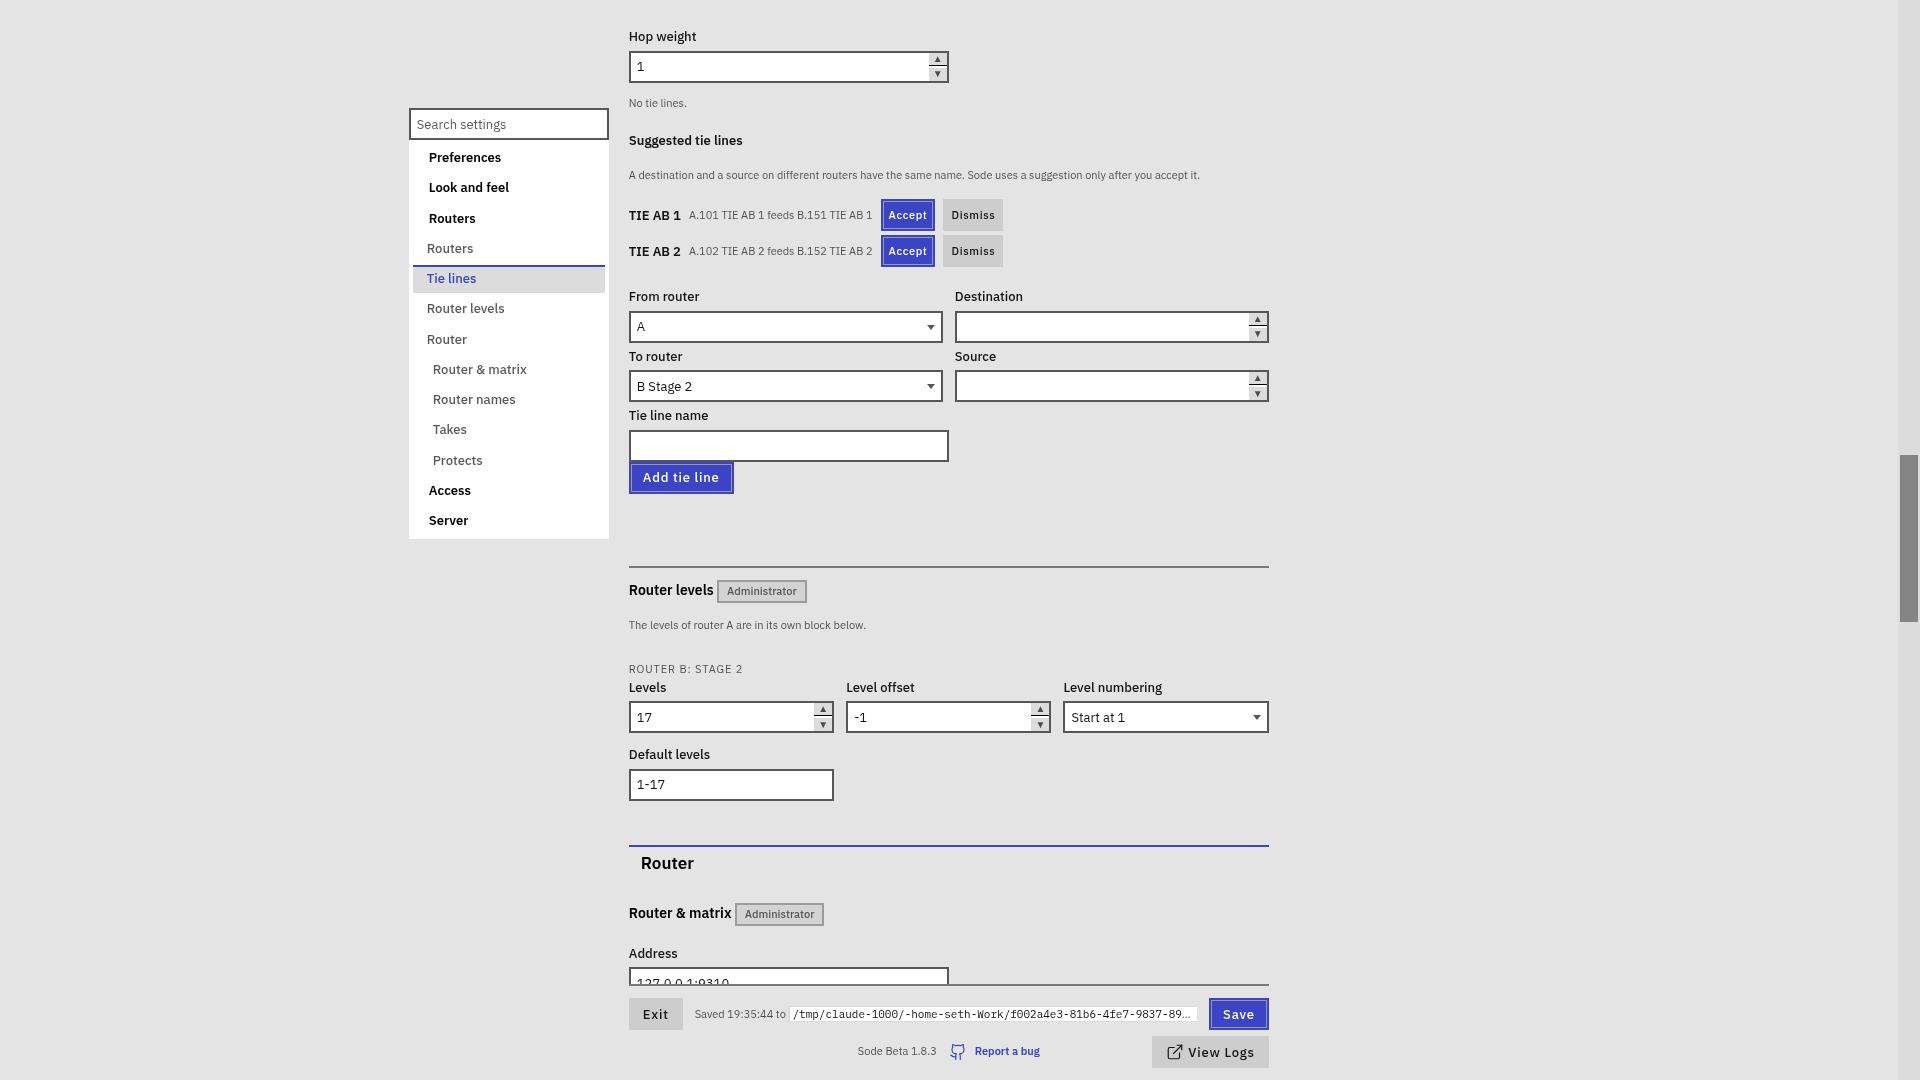 Hop weight
1
No tie lines.
Search settings
Suggested tie lines
Preferences
A destination and a source on different routers have the same name. Sode uses a suggestion only after you accept it.
Look and feel
TIE AB 1 A.101 TIE AB 1 feeds B.151 TIE AB 1 Accept Dismiss
Routers
Routers
TIE AB 2 A.102 TIE AB 2 feeds B.152 TIE AB 2 Accept Dismiss
Tie lines
From router Destination
Router levels
A
Router
To router Source
Router & matrix
B Stage 2
Router names
Tie line name
Takes
Protects
Add tie line
Access
Server
Router levels Administrator
The levels of router A are in its own block below.
ROUTER B: STAGE 2
Levels Level offset Level numbering
17 -1 Start at 1
Default levels
1-17
Router
Router & matrix Administrator
Address
127.0.0.1:9310
Exit Saved 19:35:44 to /tmp/claude-1000/-home-seth-Work/f002a4e3-81b6-4fe7-9837-89... Save
Sode Beta 1.8.3 Report a bug View Logs